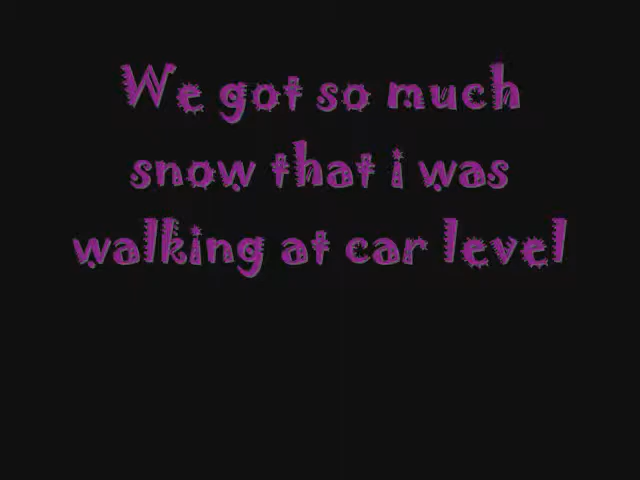 We got so much
snow that i was
walking at car level